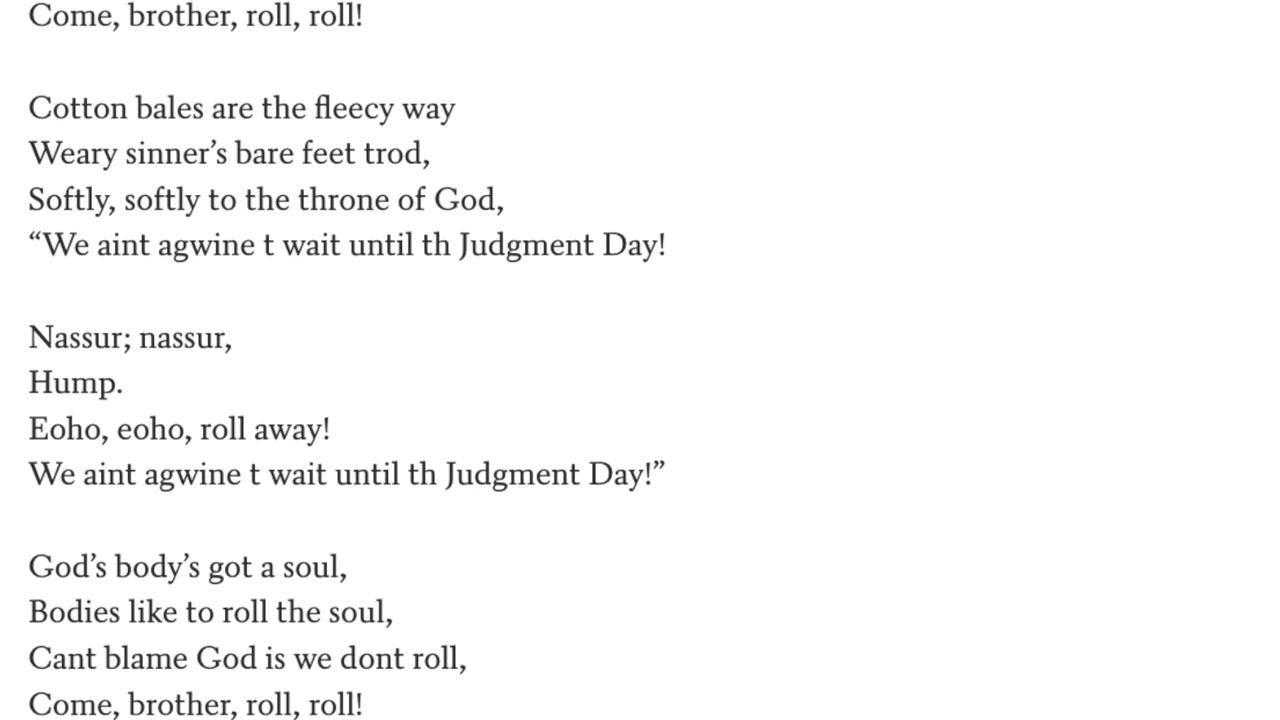 Come, brother, roll, roll!
Cotton bales are the fleecy way
Weary sinner’s bare feet trod,
Softly, softly to the throne of God,
“We aint agwine t wait until th Judgment Day!
Nassur; nassur,
Hump.
Eoho, eoho, roll away!
We aint agwine t wait until th Judgment Day!”
God’s body’s got a soul,
Bodies like to roll the soul,
Cant blame God is we dont roll,
Come, brother, roll, roll!